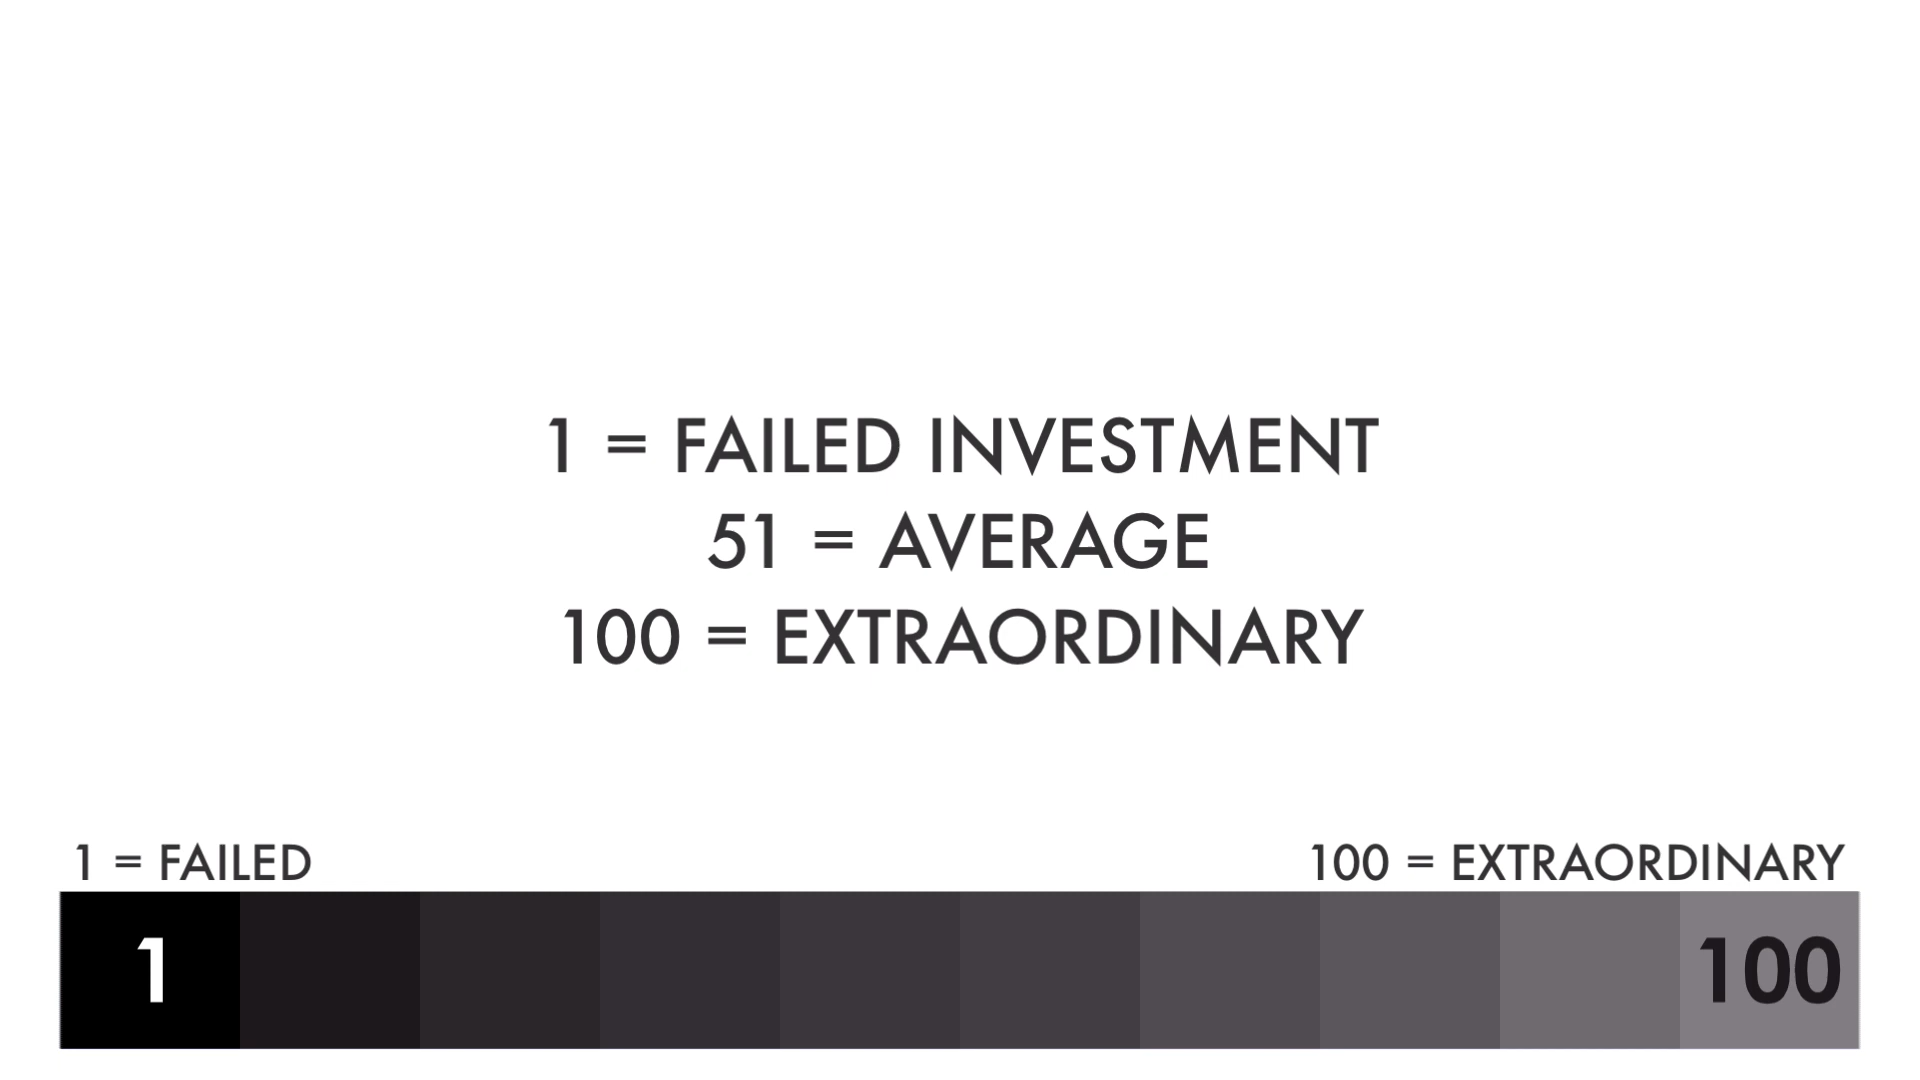 1 = FAILED INVESTMENT
51 = AVERAGE
100 = EXTRAORDINARY
1 = FAILED
100 = EXTRAORDINARY
1
100